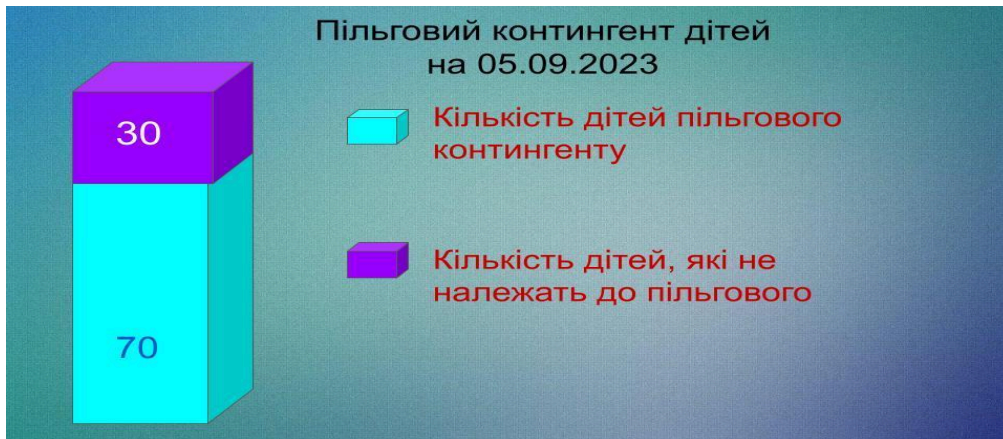 Пільговий контингент дітей
на 05.09.2023
30
Кількість дітей пільгового
контингенту
Кількість дітей, які не
належать до пільгового
70